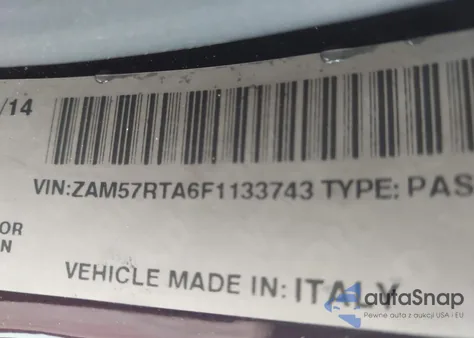 /14
VIN:ZAM57RTA6F1133743 TYPE: PAS
OR
N
VEHICLE MADE IN: ITALY
autaSnap
Pewne auta z aukcji USA i EU